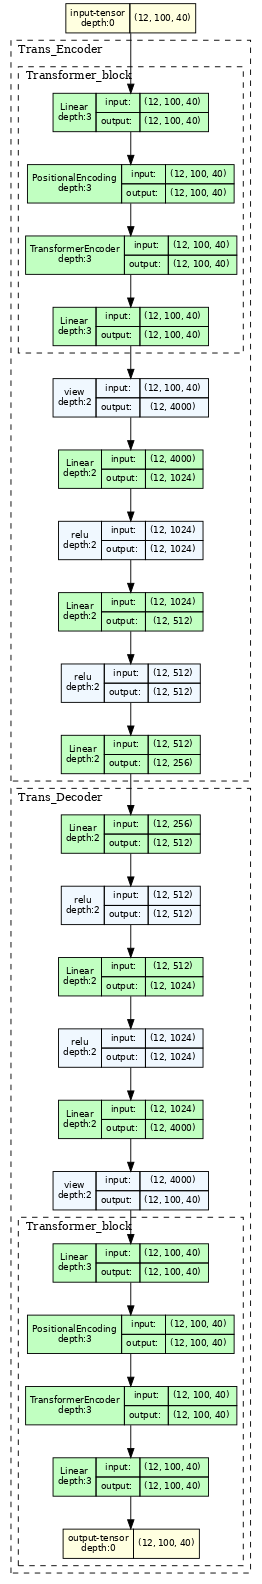 input-tensor
depth:0
(12, 100, 40)
Trans_Encoder
Transformer_block
Linear
depth:3
input:
(12, 100, 40)
output:
(12, 100, 40)
PositionalEncoding
depth:3
input:
(12, 100, 40)
output:
(12, 100, 40)
TransformerEncoder
depth:3
input:
(12, 100, 40)
output:
(12, 100, 40)
Linear
depth:3
input:
(12, 100, 40)
output:
(12, 100, 40)
view
depth:2
input:
(12, 100, 40)
output:
(12, 4000)
Linear
depth:2
input:
(12, 4000)
output:
(12, 1024)
relu
depth:2
input:
(12, 1024)
output:
(12, 1024)
Linear
depth:2
input:
(12, 1024)
output:
(12, 512)
relu
depth:2
input:
(12, 512)
output:
(12, 512)
Linear
depth:2
input:
(12, 512)
output:
(12, 256)
Trans_Decoder
Linear
depth:2
input:
(12, 256)
output:
(12, 512)
relu
depth:2
input:
(12, 512)
output:
(12, 512)
Linear
depth:2
input:
(12, 512)
output:
(12, 1024)
relu
depth:2
input:
(12, 1024)
output:
(12, 1024)
Linear
depth:2
input:
(12, 1024)
output:
(12, 4000)
view
depth:2
input:
(12, 4000)
output:
(12, 100, 40)
Transformer_block
Linear
depth:3
input:
(12, 100, 40)
output:
(12, 100, 40)
PositionalEncoding
depth:3
input:
(12, 100, 40)
output:
(12, 100, 40)
TransformerEncoder
depth:3
input:
(12, 100, 40)
output:
(12, 100, 40)
Linear
depth:3
input:
(12, 100, 40)
output:
(12, 100, 40)
output-tensor
depth:0
(12, 100, 40)